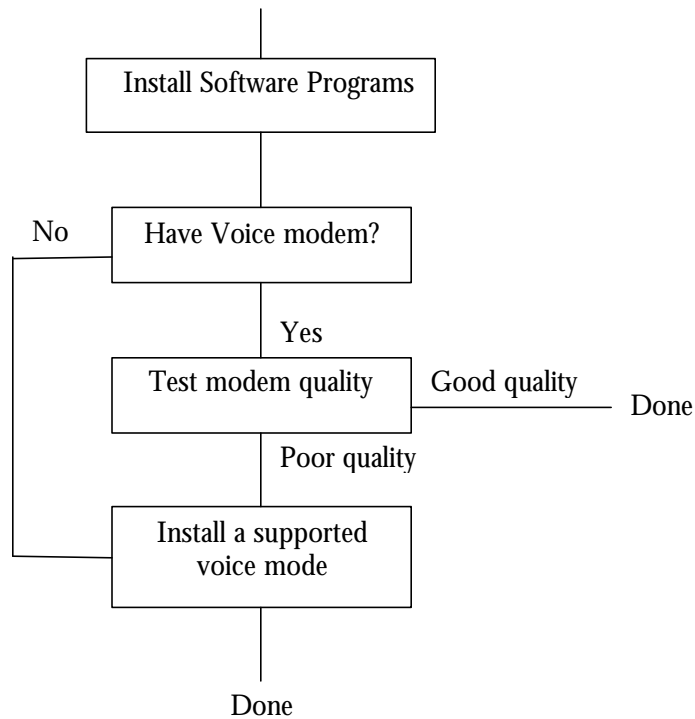 Install Software Programs
No
Have Voice modem?
Yes
Test modem quality
Good quality
Done
Poor quality
Install a supported
voice mode
Done